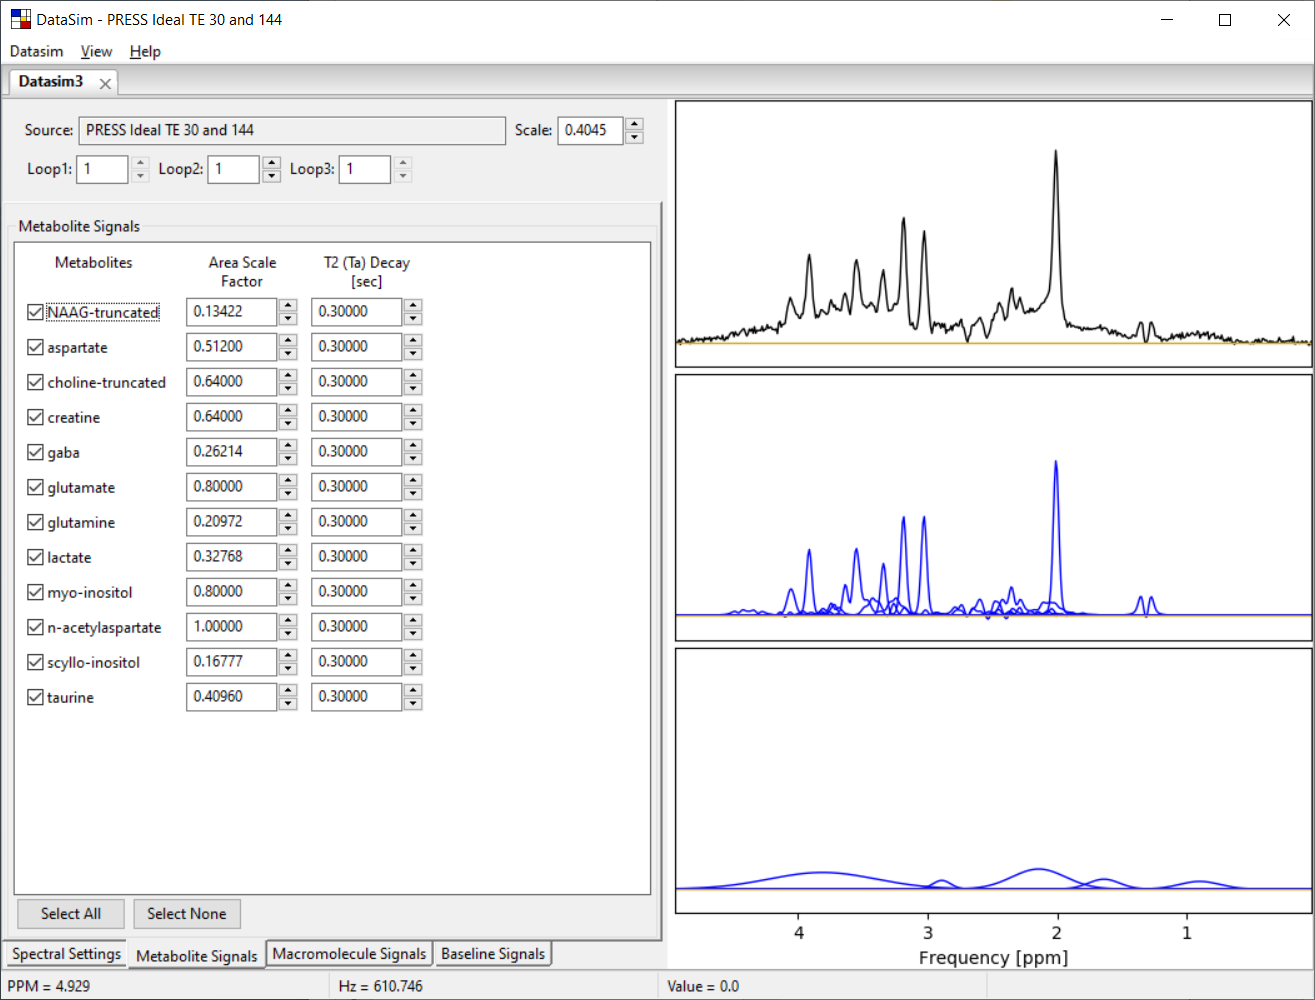 DataSim - PRESS Ideal TE 30 and 144
Datasim View Help
Datasim3
Source: PRESS Ideal TE 30 and 144 Scale: 0.4045
Loop1: 1 Loop2: 1 Loop3: 1
Metabolite Signals
Metabolites Area Scale Factor T2 (Ta) Decay [sec]
NAAG-truncated 0.13422 0.30000
aspartate 0.51200 0.30000
choline-truncated 0.64000 0.30000
creatine 0.64000 0.30000
gaba 0.26214 0.30000
glutamate 0.80000 0.30000
glutamine 0.20972 0.30000
lactate 0.32768 0.30000
myo-inositol 0.80000 0.30000
n-acetylaspartate 1.00000 0.30000
scyllo-inositol 0.16777 0.30000
taurine 0.40960 0.30000
Select All Select None
Spectral Settings Metabolite Signals Macromolecule Signals Baseline Signals
4 3 2 1
Frequency [ppm]
PPM = 4.929 Hz = 610.746 Value = 0.0